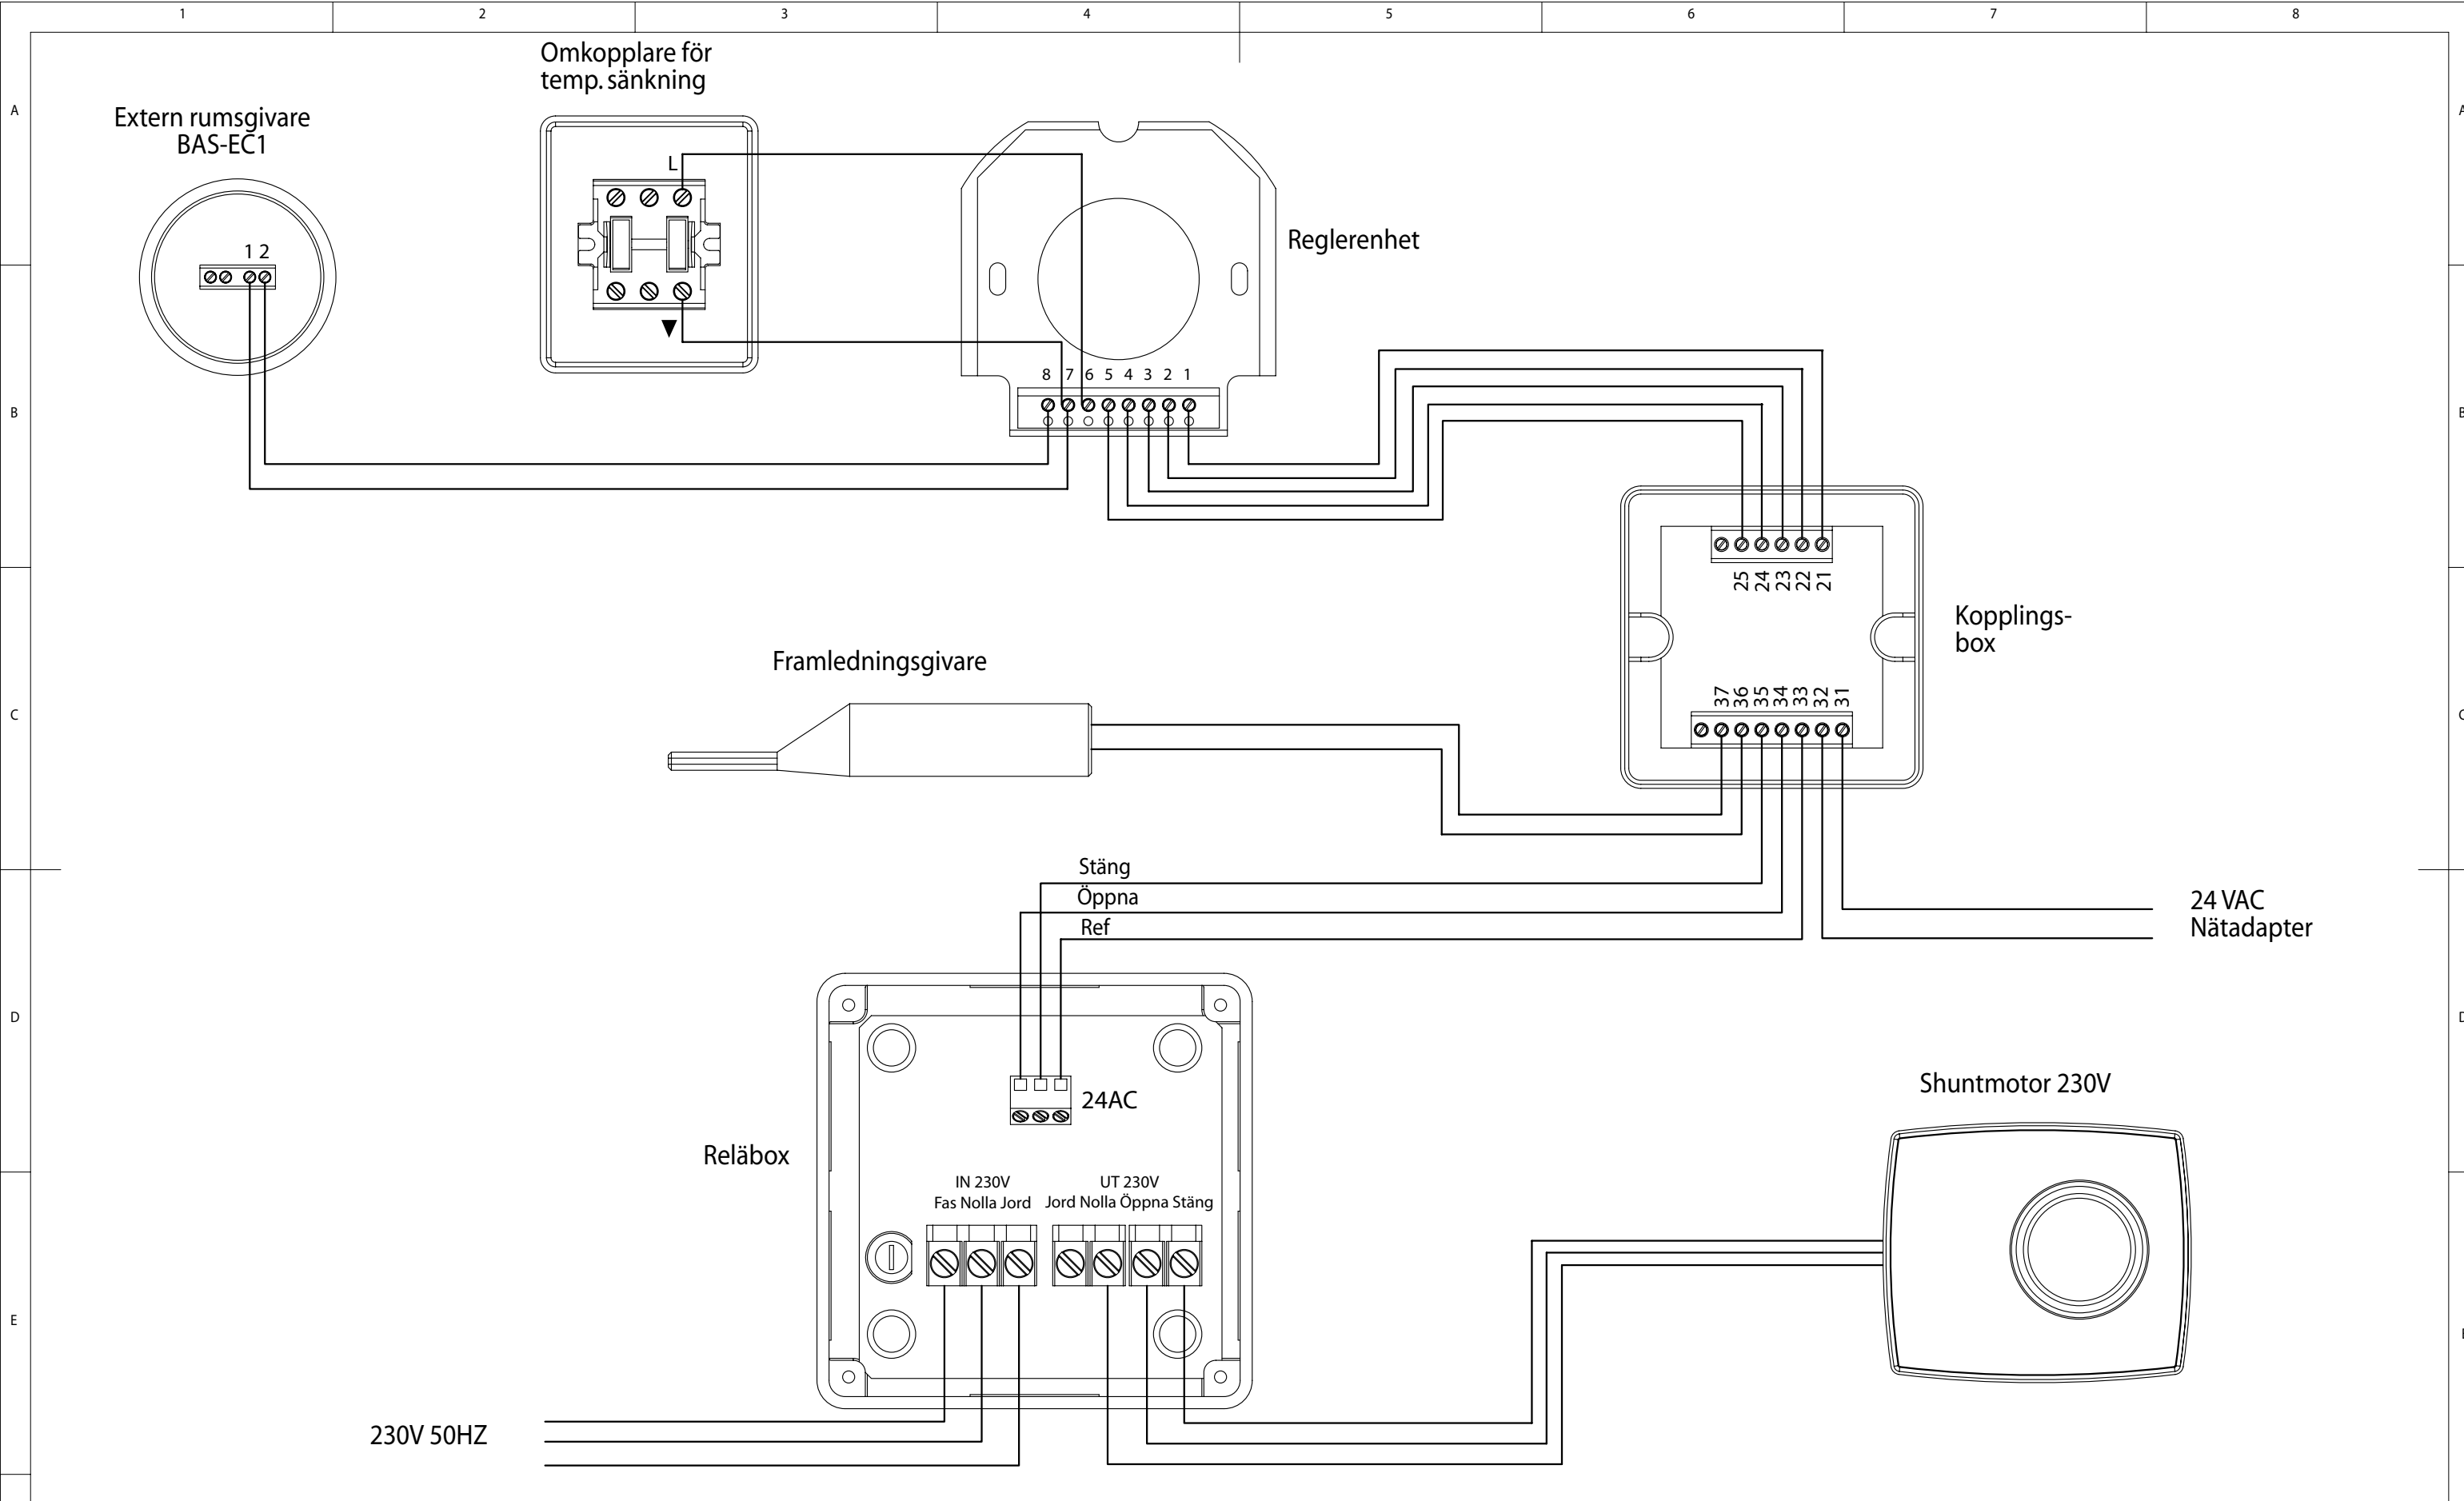 1 2 3 4 5 6 7 8
Omkopplare för
temp. sänkning
A
A
Extern rumsgivare
BAS-EC1
L
Reglerenhet
1 2
8 7 6 5 4 3 2 1
B
B
25 24 23 22 21
Kopplings-
box
Framledningsgivare
37 36 35 34 33 32 31
C
C
Stäng
Öppna
Ref
24 VAC
Nätadapter
D
D
24AC
Shuntmotor 230V
Reläbox
IN 230V
Fas Nolla Jord
UT 230V
Jord Nolla Öppna Stäng
E
230V 50HZ